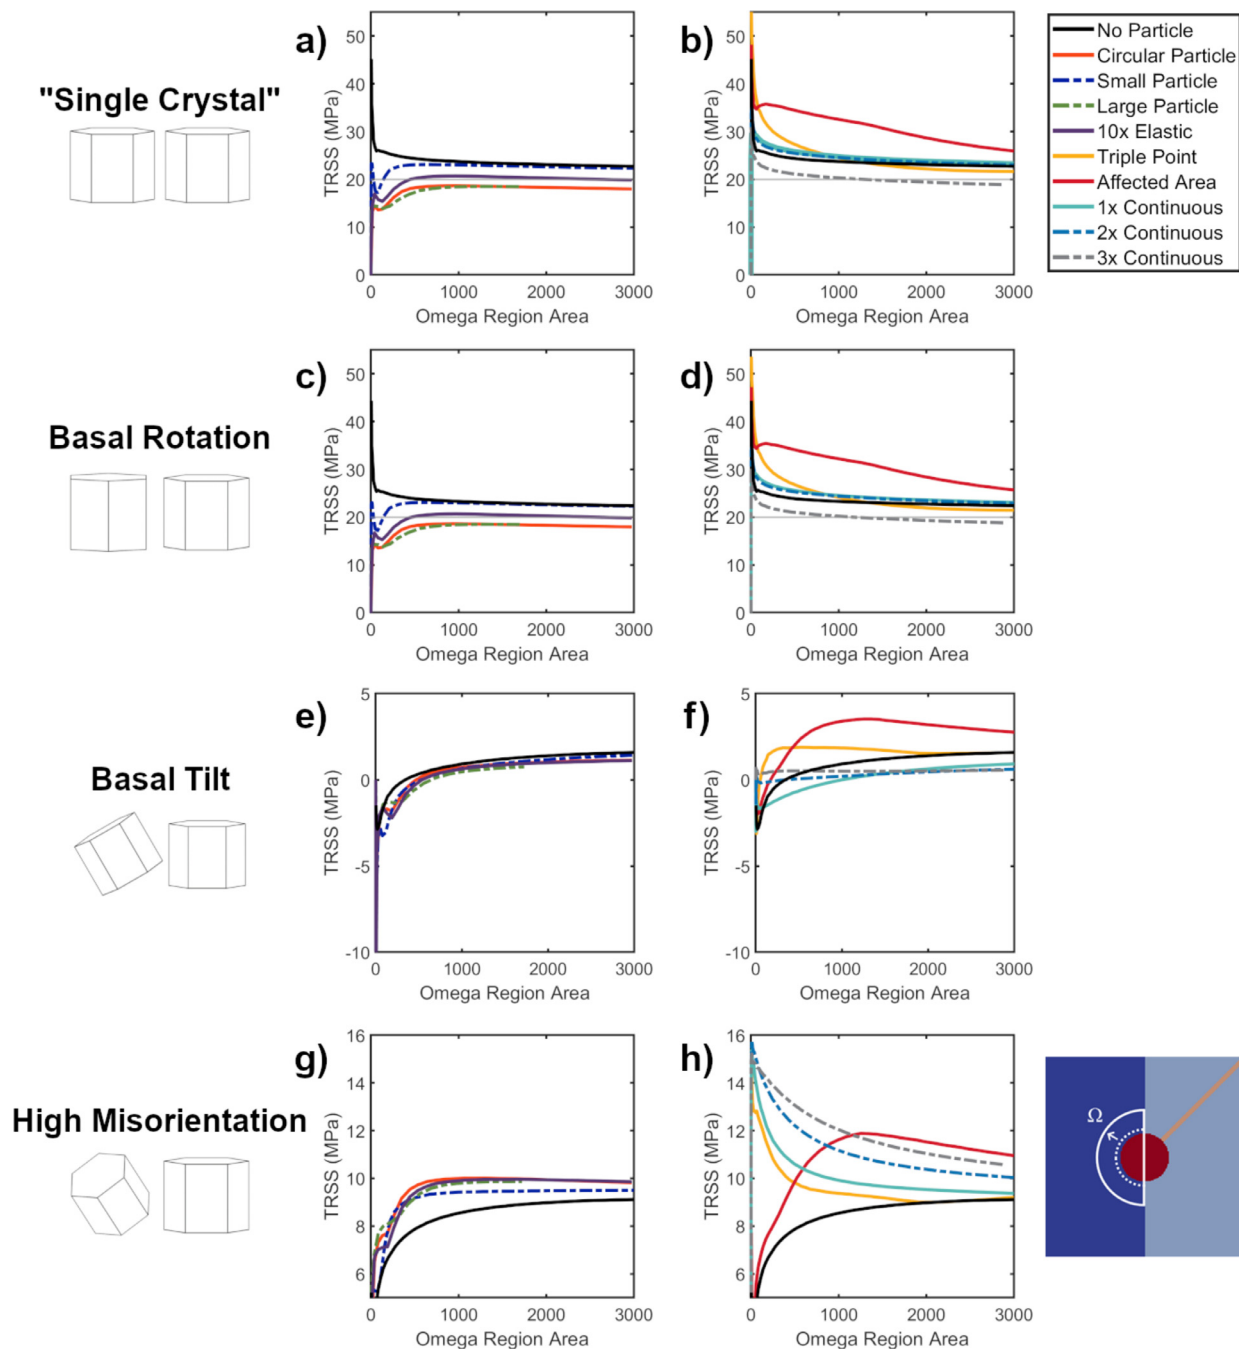 a)
b)
"Single Crystal"
TRSS (MPa)
50
40
30
20
10
0
0 1000 2000 3000
Omega Region Area
TRSS (MPa)
50
40
30
20
10
0
0 1000 2000 3000
Omega Region Area
No Particle
Circular Particle
Small Particle
Large Particle
10x Elastic
Triple Point
Affected Area
1x Continuous
2x Continuous
3x Continuous
c)
d)
Basal Rotation
TRSS (MPa)
50
40
30
20
10
0
0 1000 2000 3000
Omega Region Area
TRSS (MPa)
50
40
30
20
10
0
0 1000 2000 3000
Omega Region Area
e)
f)
Basal Tilt
TRSS (MPa)
5
0
-5
-10
0 1000 2000 3000
Omega Region Area
TRSS (MPa)
5
0
-5
-10
0 1000 2000 3000
Omega Region Area
g)
h)
High Misorientation
TRSS (MPa)
16
14
12
10
8
6
0 1000 2000 3000
Omega Region Area
TRSS (MPa)
16
14
12
10
8
6
0 1000 2000 3000
Omega Region Area
Ω